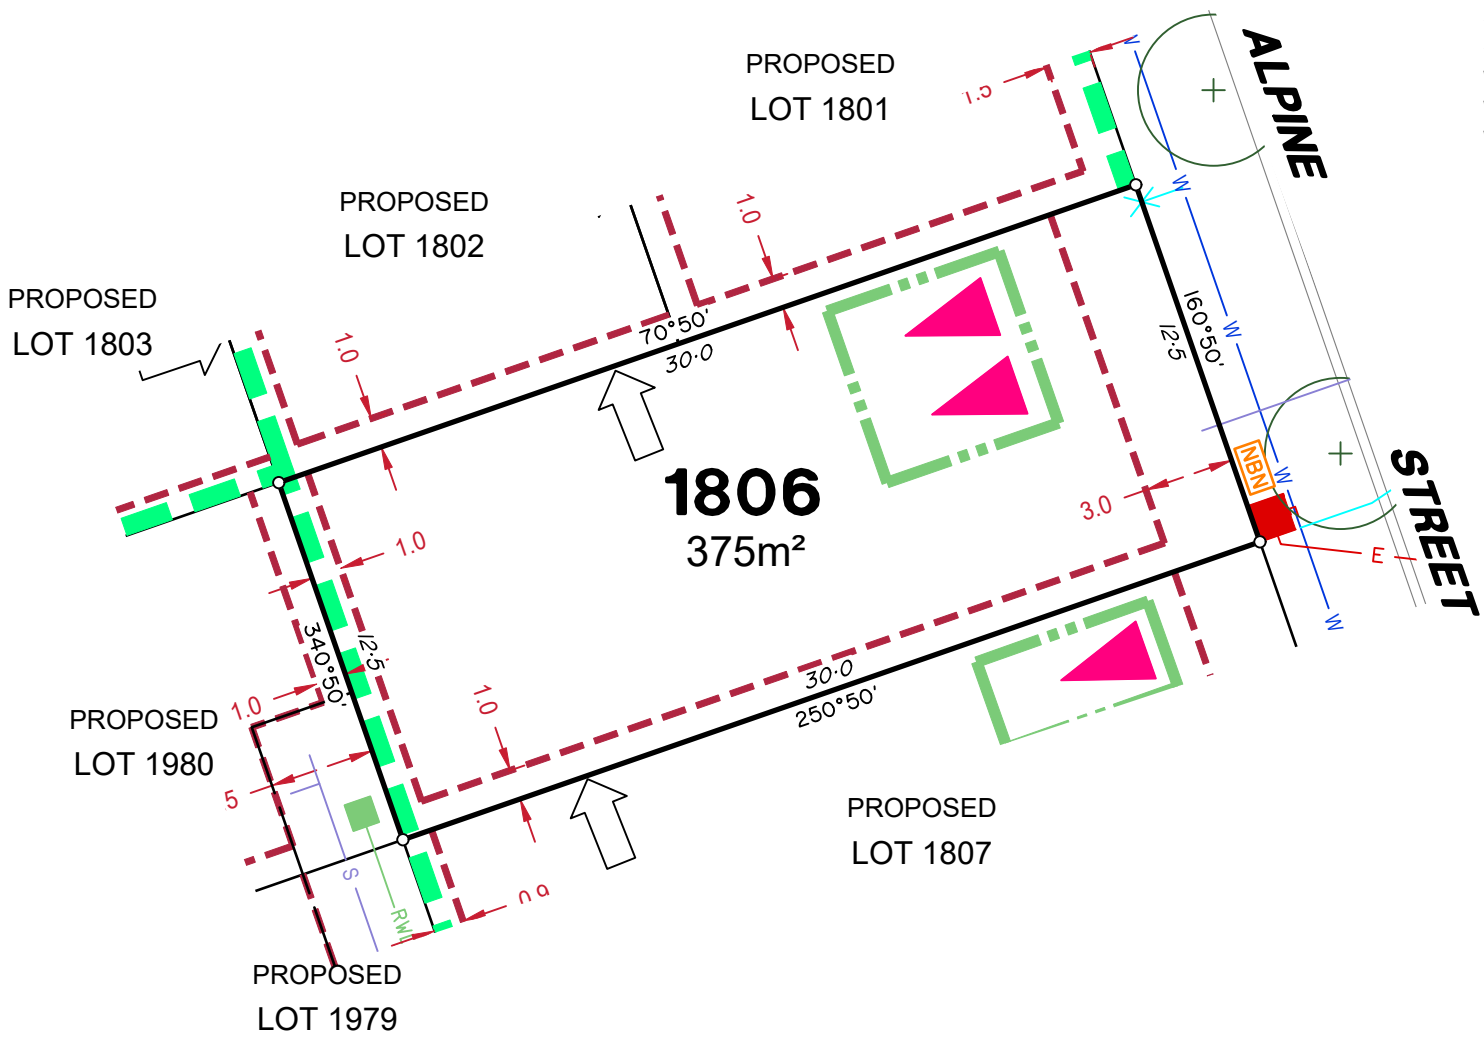 PROPOSED
LOT 1801
ALPINE
PROPOSED
LOT 1802
PROPOSED
LOT 1803
1.0
1.0
70°50'
30·0
160°50'
12·5
W
W
W
W
NBN
1806
375m²
3.0
E
STREET
1.0
340°50'
12·5
1.0
1.0
30·0
250°50'
PROPOSED
LOT 1980
5
S
PROPOSED
LOT 1807
PROPOSED
LOT 1979